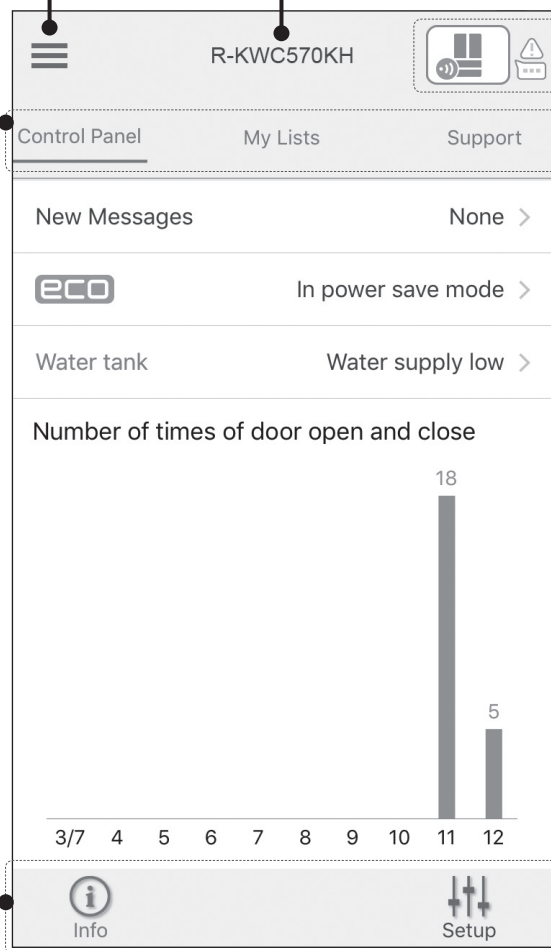 R-KWC570KH
Control Panel My Lists Support
New Messages None
eco In power save mode
Water tank Water supply low
Number of times of door open and close
18
5
3/7 4 5 6 7 8 9 10 11 12
Info Setup